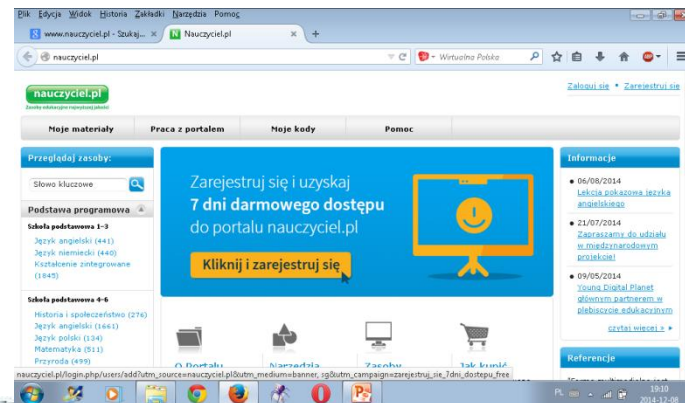 Plik Edycja Widok Historia Zakładki Narzędzia Pomoc
www.nauczyciel.pl - Szukaj... × Nauczyciel.pl × +
nauczyciel.pl Wirtualna Polska
nauczyciel.pl
Zaloguj się • Zarejestruj się
Moje materiały Praca z portalem Moje kody Pomoc
Przeglądaj zasoby:
Słowo kluczowe
Podstawa programowa
Szkoła podstawowa 1-3
Język angielski (441)
Język niemiecki (440)
Kształcenie zintegrowane
(1845)
Szkoła podstawowa 4-6
Historia i społeczeństwo (276)
Język angielski (1661)
Język polski (134)
Matematyka (511)
Przyroda (499)
Zarejestruj się i uzyskaj
7 dni darmowego dostępu
do portalu nauczyciel.pl
Kliknij i zarejestruj się
O Portalu Narzędzia Zasoby Jak kupić
Informacje
• 06/08/2014
Lekcja pokazowa języka
angielskiego
• 21/07/2014
Zapraszamy do udziału
w międzynarodowym
projekcie!
• 09/05/2014
Young Digital Planet
głównym partnerem w
plebiscycie edukacyjnym
czytaj więcej »
Referencje
nauczyciel.pl/login.php/users/add?utm_source=nauczyciel.pl&utm_medium=banner, sg&utm_campaign=zarejestruj_sie_7dni_dostepu_free
PL 19:10
2014-12-08